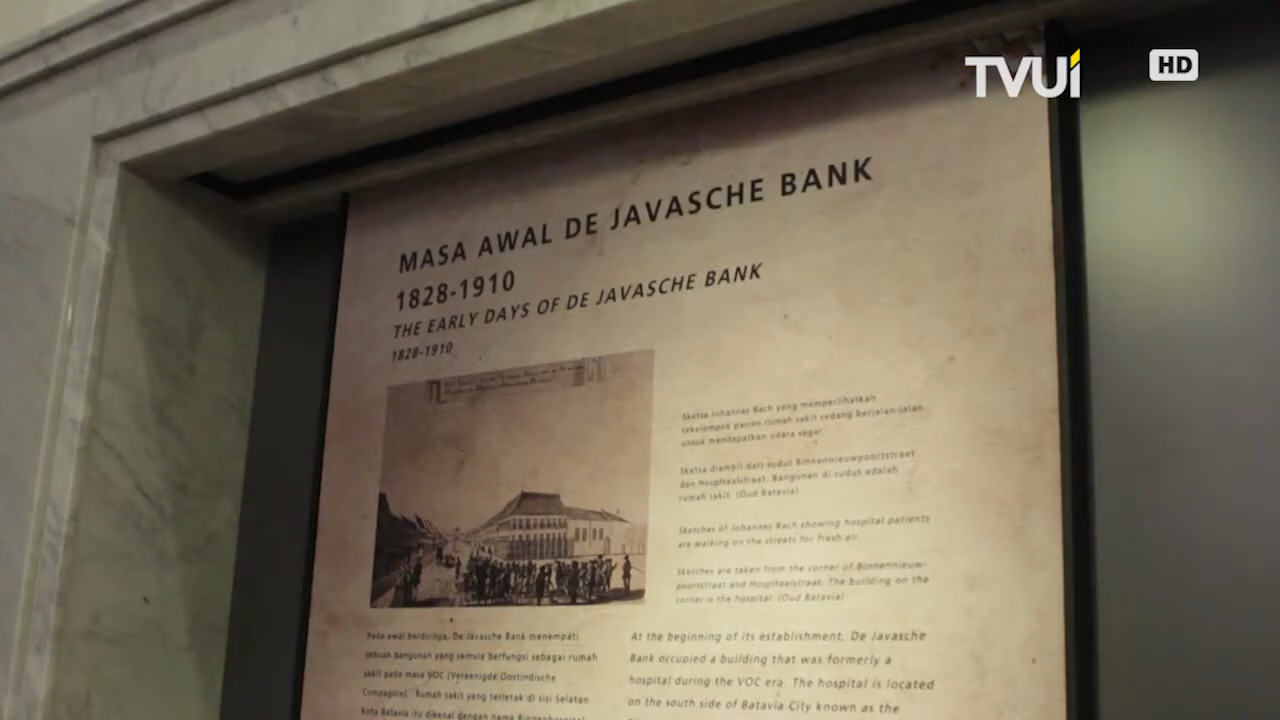 TVUI
HD
MASA AWAL DE JAVASCHE BANK
1828-1910
THE EARLY DAYS OF DE JAVASCHE BANK
1828-1910
Sketsa Johannes Rach yang memperlihatkan
sekelompok pasien rumah sakit sedang berjalan-jalan
untuk mendapatkan udara segar.
Sketsa diambil dari sudut Binnennieuwpoortstraat
dan Hospitaalstraat. Bangunan di sudut adalah
rumah sakit. (Oud Batavia)
Sketches of Johannes Rach showing hospital patients
are walking on the streets for fresh air.
Sketches are taken from the corner of Binnennieuw-
poortstraat and Hospitaalstraat. The building on the
corner is the hospital. (Oud Batavia)
Pada awal berdirinya, De Javasche Bank menempati
sebuah bangunan yang semula berfungsi sebagai rumah
sakit pada masa VOC (Vereenigde Oostindische
Compagnie). Rumah sakit yang terletak di sisi Selatan
Kota Batavia itu dikenal dengan nama Binnenhospital
At the beginning of its establishment, De Javasche
Bank occupied a building that was formerly a
hospital during the VOC era. The hospital is located
on the south side of Batavia City known as the